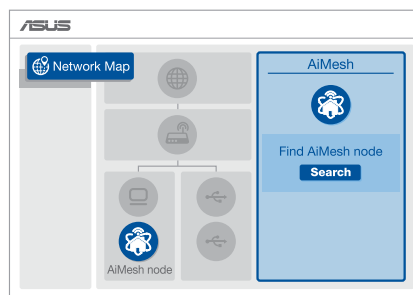 ASUS
Network Map
AiMesh
Find AiMesh node
Search
AiMesh node